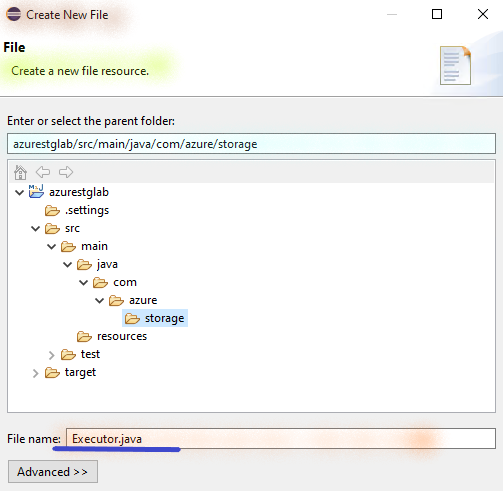 Create New File
File
Create a new file resource.
Enter or select the parent folder:
azurestglab/src/main/java/com/azure/storage
azurestglab
.settings
src
main
java
com
azure
storage
resources
test
target
File name: Executor.java
Advanced >>